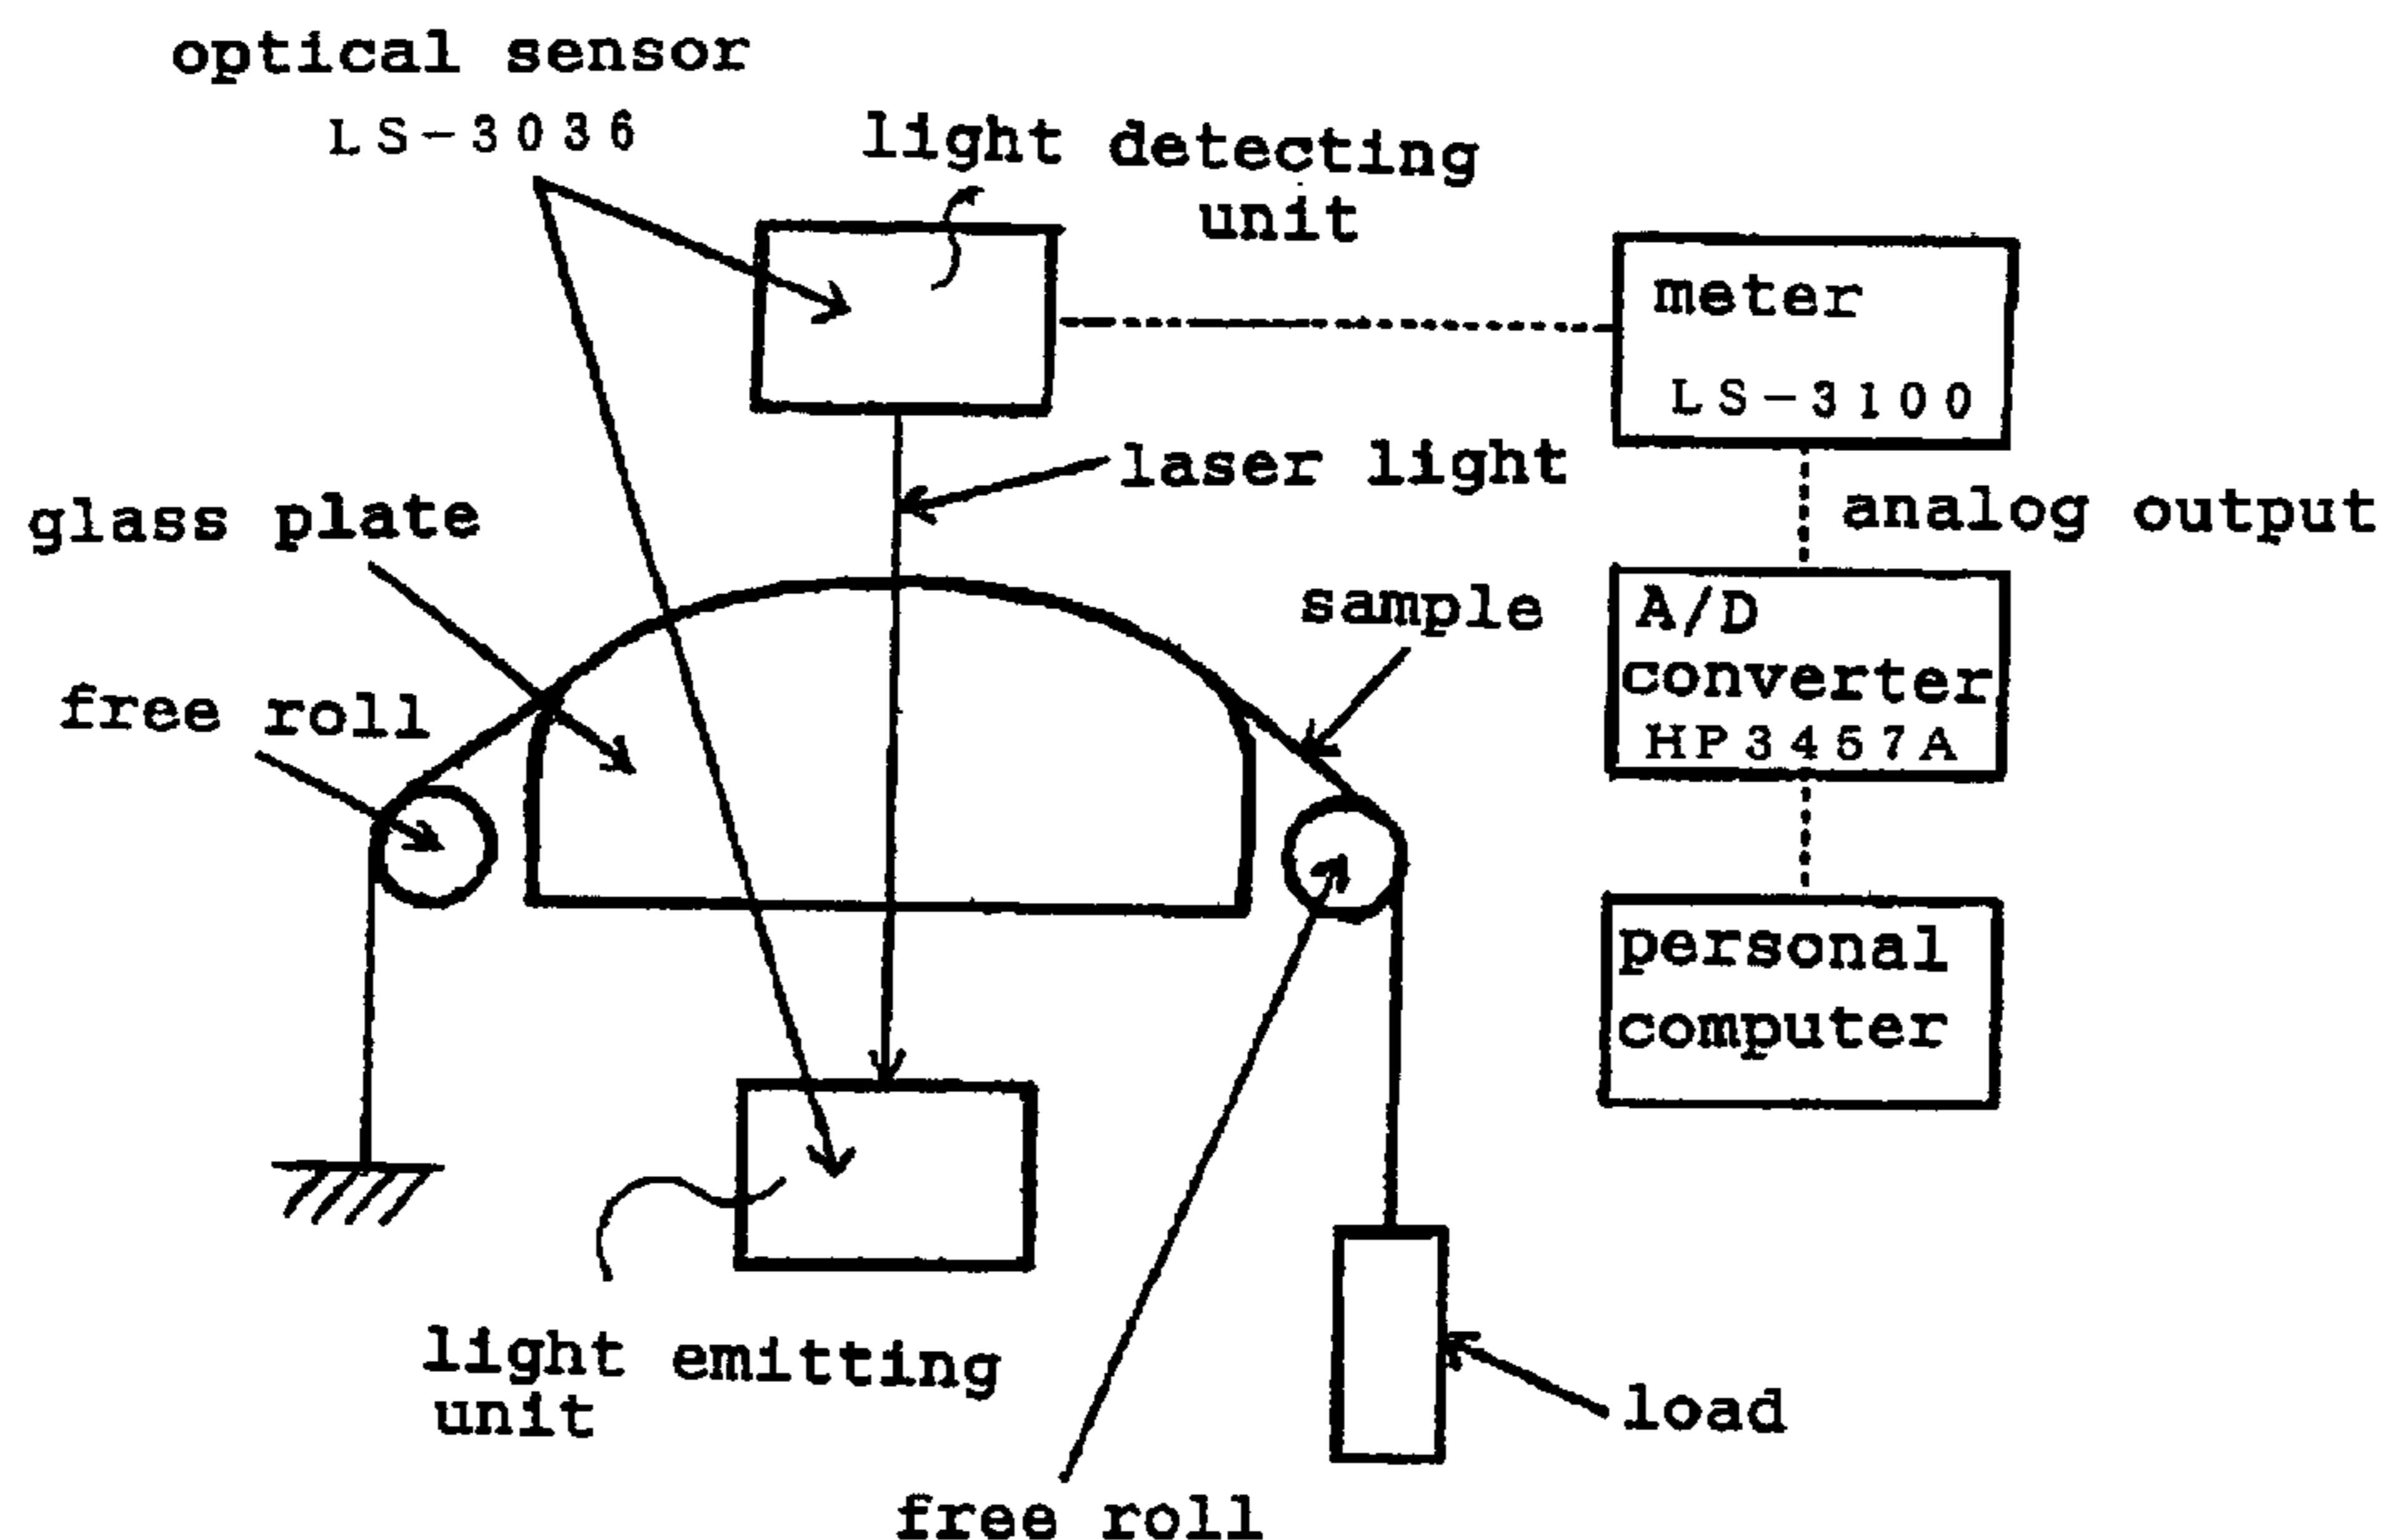 optical sensor
LS-3036
light detecting
unit
meter
LS-3100
laser light
glass plate
analog output
sample
A/D
converter
HP3457A
free roll
personal
computer
light emitting
unit
load
free roll